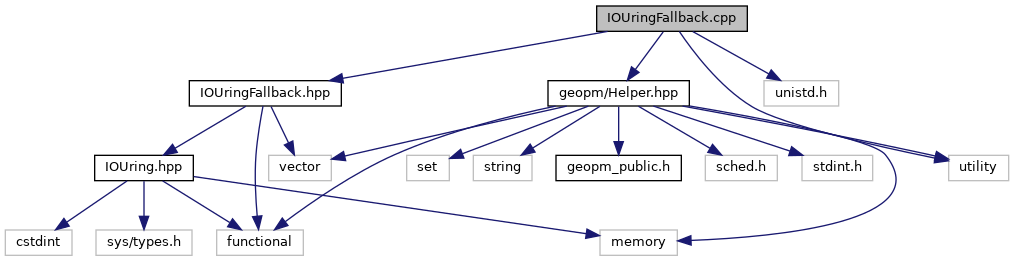 IOUringFallback.cpp
IOUringFallback.hpp
geopm/Helper.hpp
unistd.h
IOUring.hpp
vector
set
string
geopm_public.h
sched.h
stdint.h
utility
cstdint
sys/types.h
functional
memory